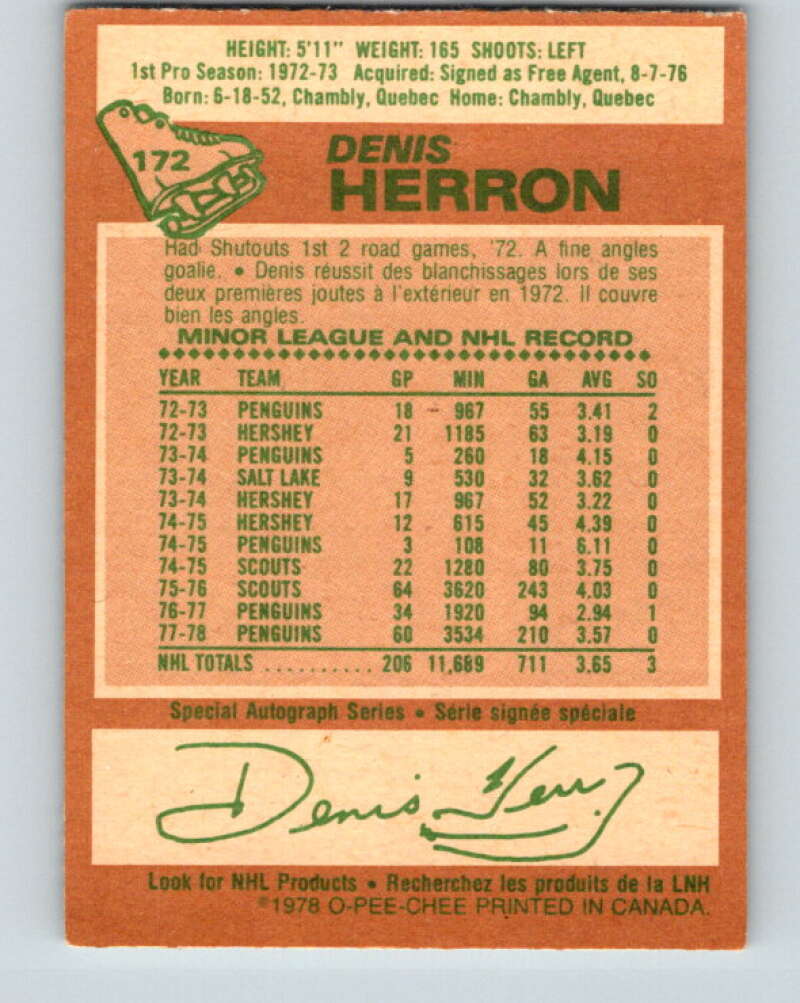 HEIGHT: 5'11" WEIGHT: 165 SHOOTS: LEFT
1st Pro Season: 1972-73 Acquired: Signed as Free Agent, 8-7-76
Born: 6-18-52, Chambly, Quebec Home: Chambly, Quebec
172
DENIS
HERRON
Had Shutouts 1st 2 road games, '72. A fine angles
goalie. • Denis réussit des blanchissages lors de ses
deux premières joutes à l'extérieur en 1972. Il couvre
bien les angles.
MINOR LEAGUE AND NHL RECORD
YEAR TEAM GP MIN GA AVG SO
72-73 PENGUINS 18 967 55 3.41 2
72-73 HERSHEY 21 1185 63 3.19 0
73-74 PENGUINS 5 260 18 4.15 0
73-74 SALT LAKE 9 530 32 3.62 0
73-74 HERSHEY 17 967 52 3.22 0
74-75 HERSHEY 12 615 45 4.39 0
74-75 PENGUINS 3 108 11 6.11 0
74-75 SCOUTS 22 1280 80 3.75 0
75-76 SCOUTS 64 3620 243 4.03 0
76-77 PENGUINS 34 1920 94 2.94 1
77-78 PENGUINS 60 3534 210 3.57 0
NHL TOTALS .......... 206 11,689 711 3.65 3
Special Autograph Series • Série signée spéciale
Denis Herron
Look for NHL Products • Recherchez les produits de la LNH
©1978 O-PEE-CHEE PRINTED IN CANADA.